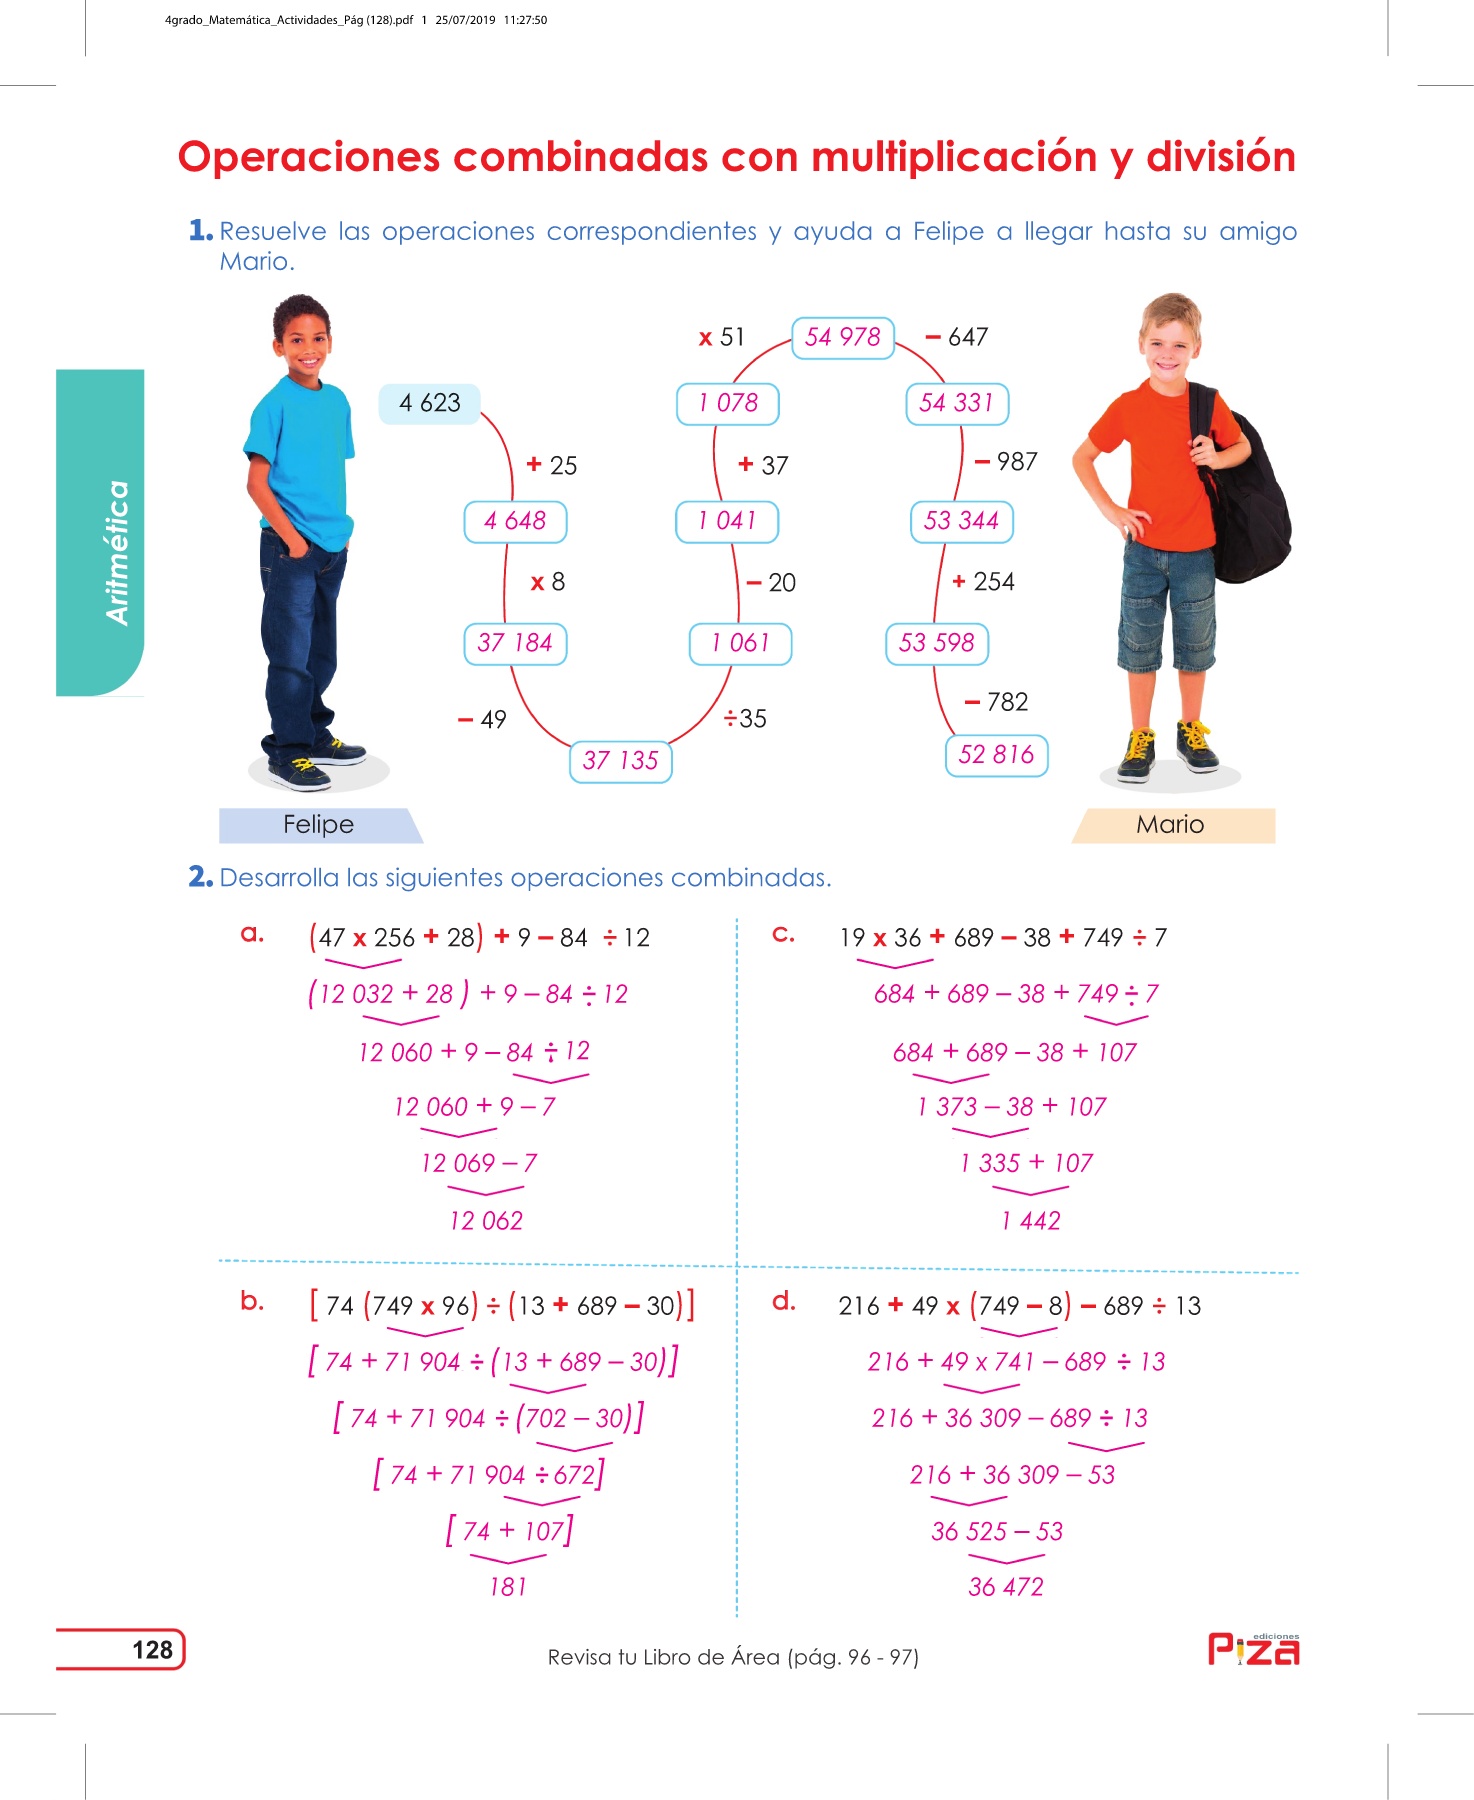 4grado_Matemática_Actividades_Pág (128).pdf 1 25/07/2019 11:27:50
Operaciones combinadas con multiplicación y división
1. Resuelve las operaciones correspondientes y ayuda a Felipe a llegar hasta su amigo
Mario.
4 623
+ 25
4 648
x 8
37 184
− 49
37 135
÷35
1 061
− 20
1 041
+ 37
1 078
x 51
54 978
− 647
54 331
− 987
53 344
+ 254
53 598
− 782
52 816
Aritmética
Felipe
Mario
2. Desarrolla las siguientes operaciones combinadas.
a. (47 x 256 + 28) + 9 − 84 ÷ 12
(12 032 + 28 ) + 9 − 84 ÷ 12
12 060 + 9 − 84 ÷ 12
12 060 + 9 − 7
12 069 − 7
12 062
c. 19 x 36 + 689 − 38 + 749 ÷ 7
684 + 689 − 38 + 749 ÷ 7
684 + 689 − 38 + 107
1 373 − 38 + 107
1 335 + 107
1 442
b. [ 74 (749 x 96) ÷ (13 + 689 − 30)]
[ 74 + 71 904 ÷ (13 + 689 − 30)]
[ 74 + 71 904 ÷ (702 − 30)]
[ 74 + 71 904 ÷ 672]
[ 74 + 107]
181
d. 216 + 49 x (749 − 8) − 689 ÷ 13
216 + 49 x 741 − 689 ÷ 13
216 + 36 309 − 689 ÷ 13
216 + 36 309 − 53
36 525 − 53
36 472
128
Revisa tu Libro de Área (pág. 96 - 97)
ediciones
Piza